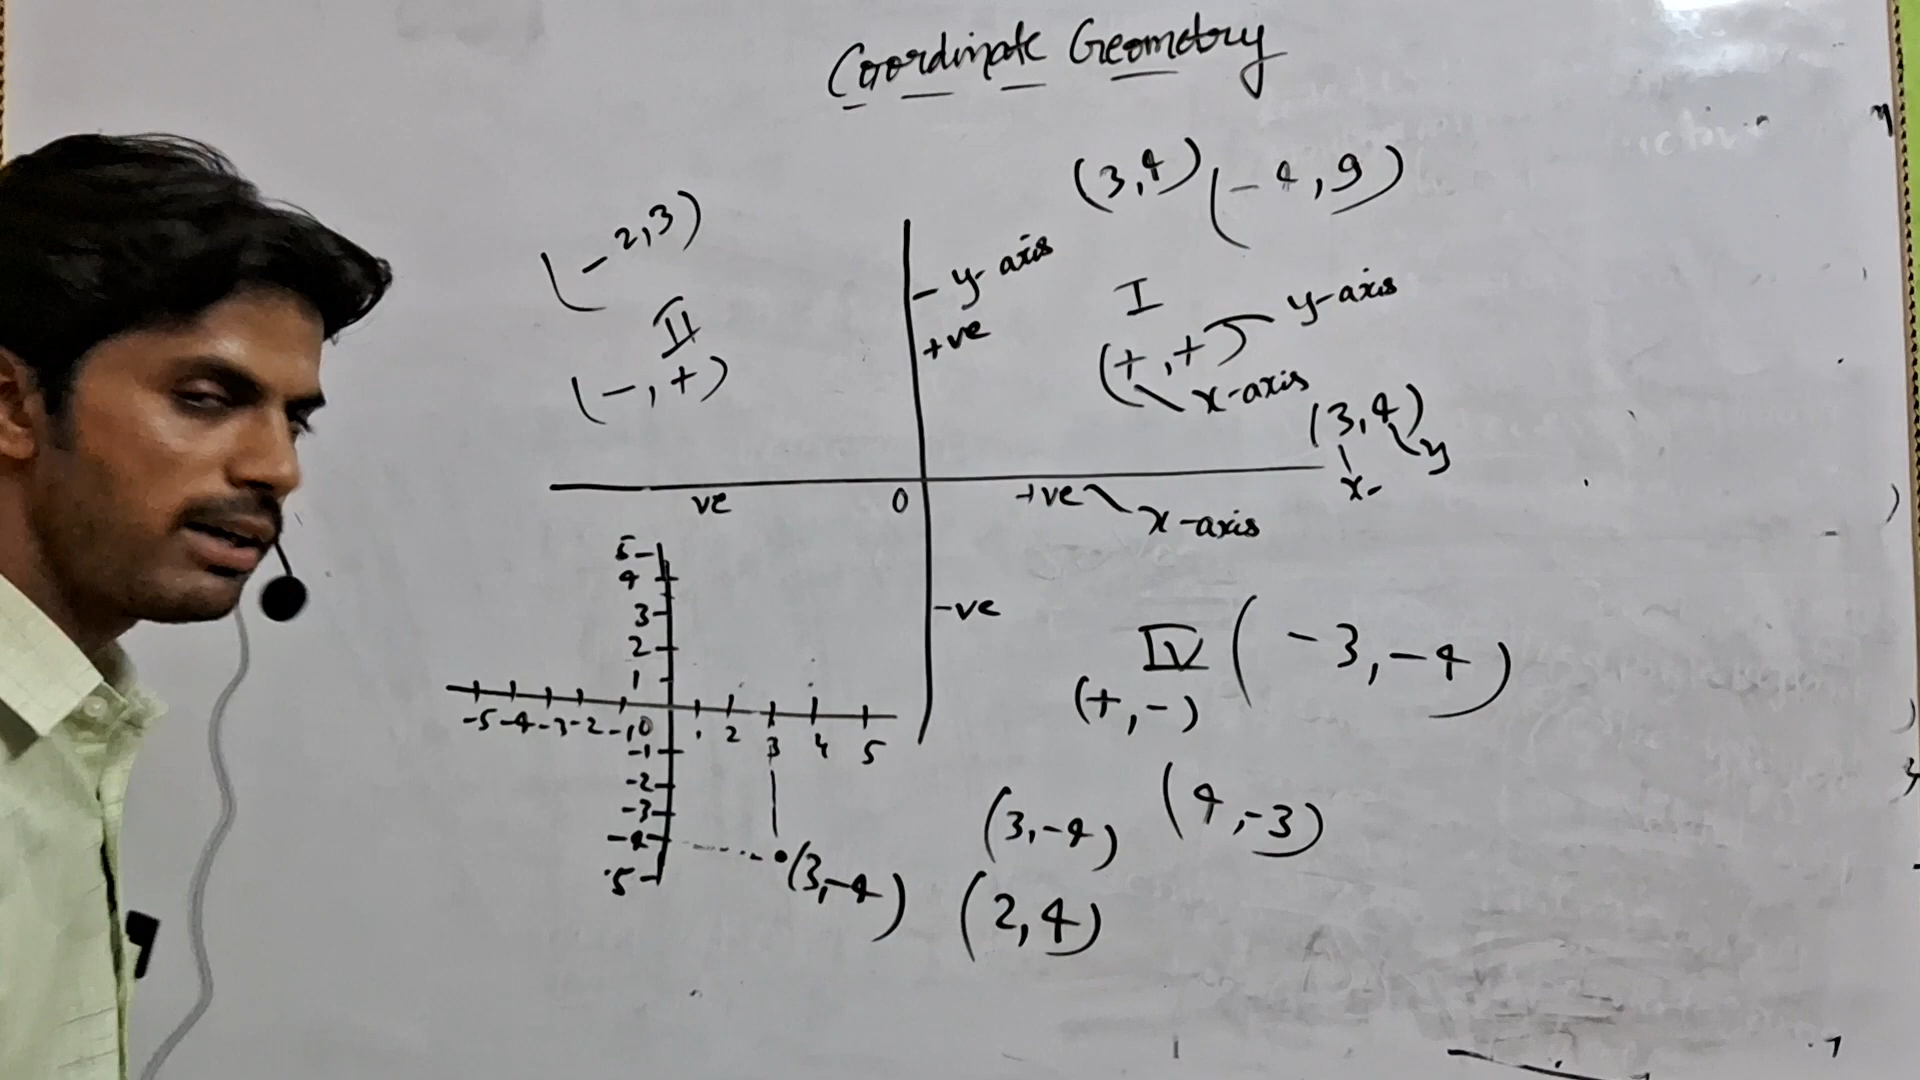 Coordinate Geometry
(3,4) (-4,9)
(-2,3)
II
(-,+)
- y-axis
+ve
I
(+,+) y-axis
x-axis
(3,4)
x- y
ve 0 +ve x-axis
-ve
5
4
3
2
1
-5 -4 -3 -2 -1 0 1 2 3 4 5
-1
-2
-3
-4
5
(3,-4)
IV (-3,-4)
(+,-)
(3,-4) (4,-3)
(2,4)